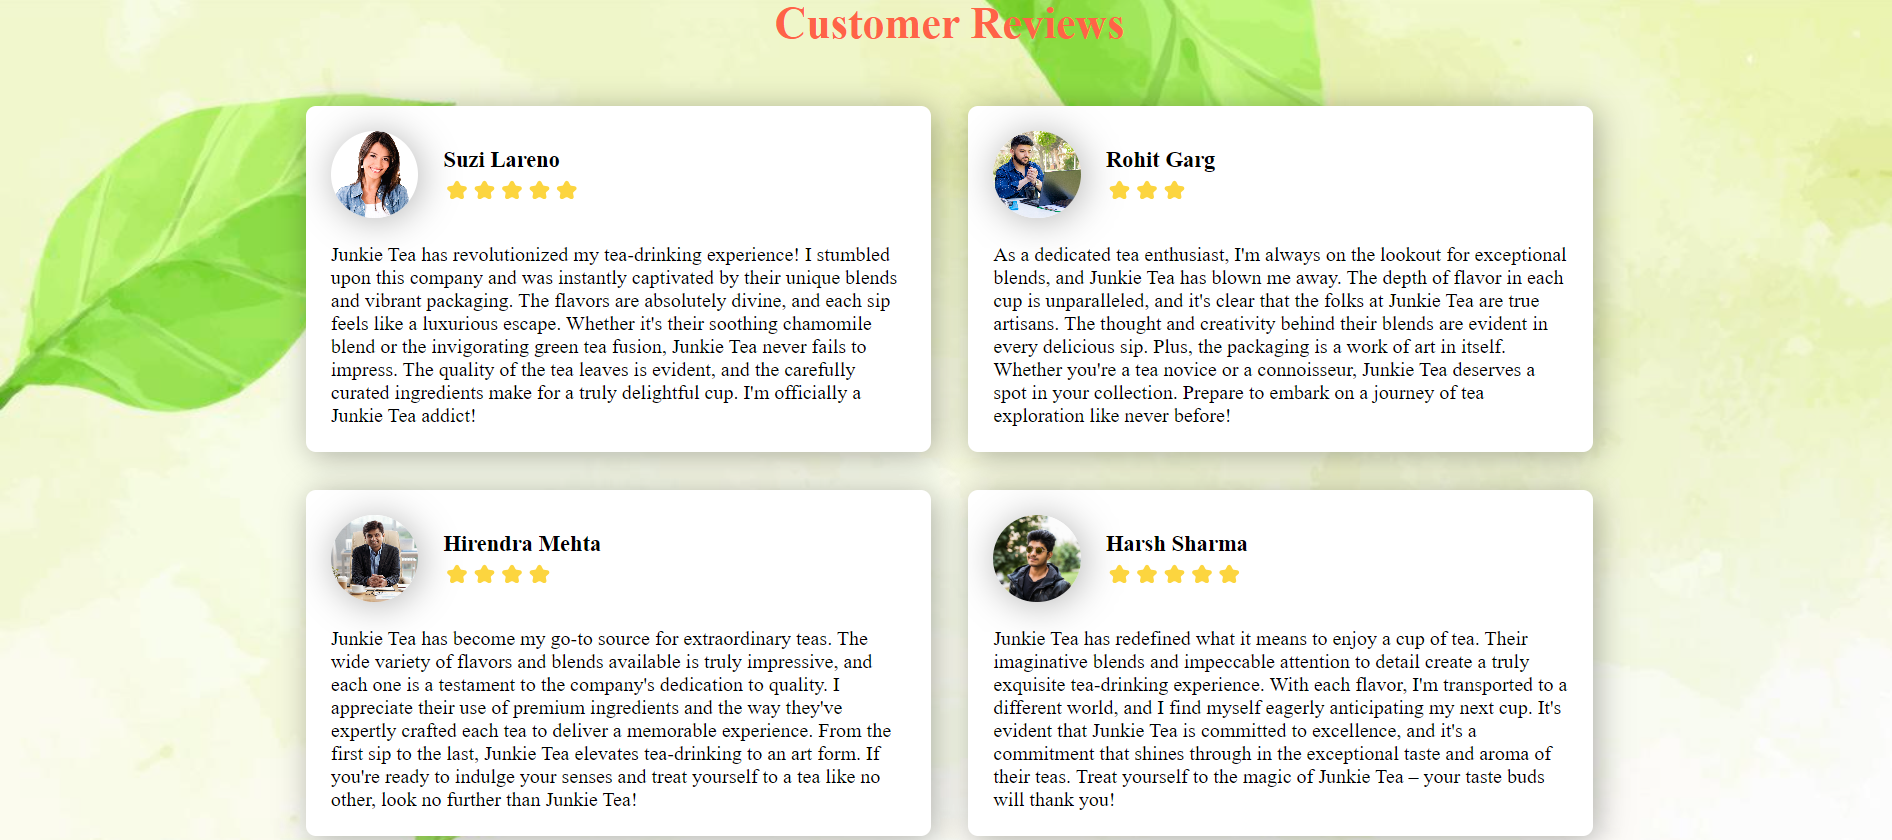 Customer Reviews
Suzi Lareno
Junkie Tea has revolutionized my tea-drinking experience! I stumbled
upon this company and was instantly captivated by their unique blends
and vibrant packaging. The flavors are absolutely divine, and each sip
feels like a luxurious escape. Whether it's their soothing chamomile
blend or the invigorating green tea fusion, Junkie Tea never fails to
impress. The quality of the tea leaves is evident, and the carefully
curated ingredients make for a truly delightful cup. I'm officially a
Junkie Tea addict!
Rohit Garg
As a dedicated tea enthusiast, I'm always on the lookout for exceptional
blends, and Junkie Tea has blown me away. The depth of flavor in each
cup is unparalleled, and it's clear that the folks at Junkie Tea are true
artisans. The thought and creativity behind their blends are evident in
every delicious sip. Plus, the packaging is a work of art in itself.
Whether you're a tea novice or a connoisseur, Junkie Tea deserves a
spot in your collection. Prepare to embark on a journey of tea
exploration like never before!
Hirendra Mehta
Junkie Tea has become my go-to source for extraordinary teas. The
wide variety of flavors and blends available is truly impressive, and
each one is a testament to the company's dedication to quality. I
appreciate their use of premium ingredients and the way they've
expertly crafted each tea to deliver a memorable experience. From the
first sip to the last, Junkie Tea elevates tea-drinking to an art form. If
you're ready to indulge your senses and treat yourself to a tea like no
other, look no further than Junkie Tea!
Harsh Sharma
Junkie Tea has redefined what it means to enjoy a cup of tea. Their
imaginative blends and impeccable attention to detail create a truly
exquisite tea-drinking experience. With each flavor, I'm transported to a
different world, and I find myself eagerly anticipating my next cup. It's
evident that Junkie Tea is committed to excellence, and it's a
commitment that shines through in the exceptional taste and aroma of
their teas. Treat yourself to the magic of Junkie Tea – your taste buds
will thank you!